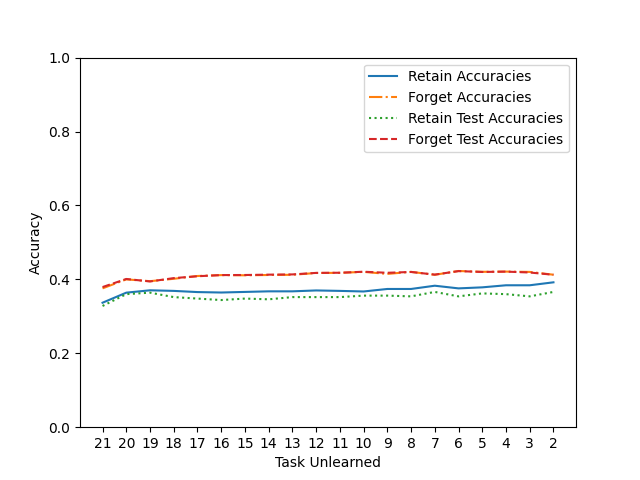 1.0
0.8
0.6
0.4
0.2
0.0
Accuracy
Retain Accuracies
Forget Accuracies
Retain Test Accuracies
Forget Test Accuracies
21 20 19 18 17 16 15 14 13 12 11 10 9 8 7 6 5 4 3 2
Task Unlearned